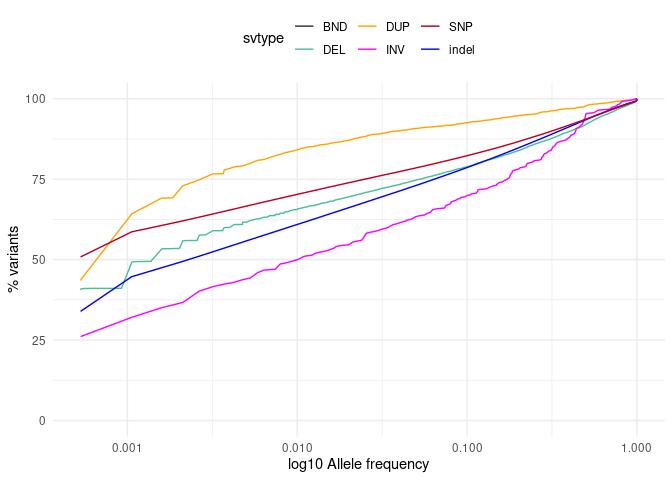 svtype
BND DUP SNP
DEL INV indel
% variants
100
75
50
25
0
0.001 0.010 0.100 1.000
log10 Allele frequency